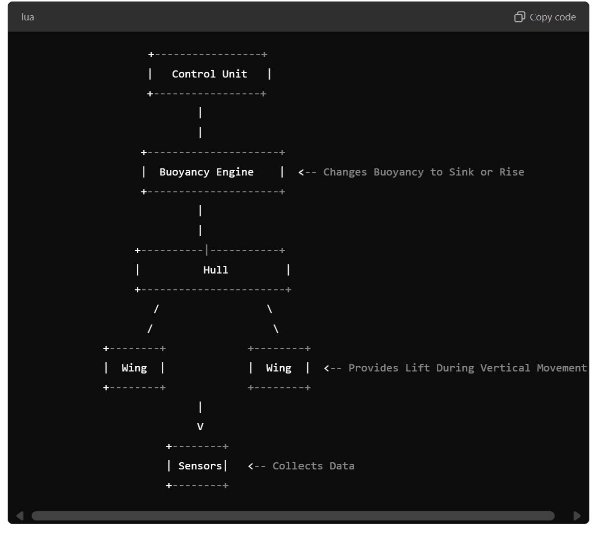 lua Copy code
+-----------------+
|   Control Unit   |
+-----------------+
|
|
+---------------------+
|  Buoyancy Engine    |  <-- Changes Buoyancy to Sink or Rise
+---------------------+
|
|
+----------|-----------+
|          Hull         |
+-----------------------+
/                 \
/                   \
+--------+             +--------+
|  Wing  |             |  Wing  |  <-- Provides Lift During Vertical Movement
+--------+             +--------+
|
V
+--------+
| Sensors|   <-- Collects Data
+--------+